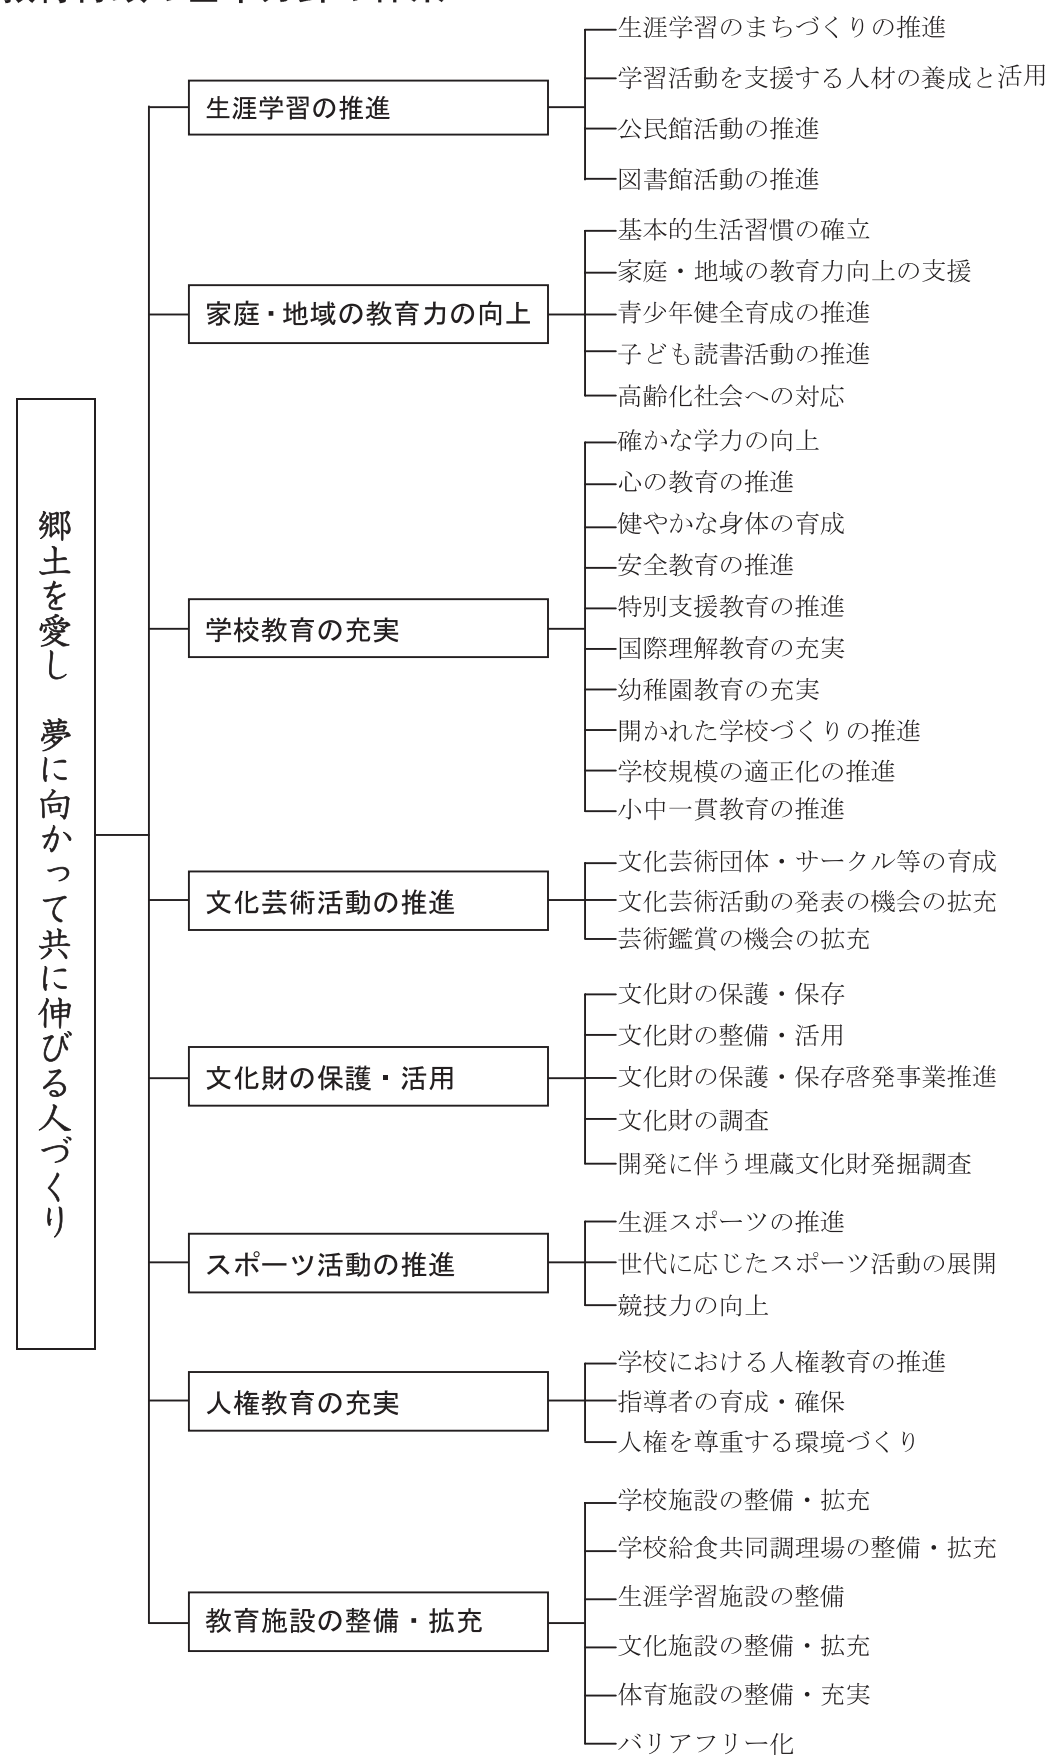 郷土を愛し　夢に向かって共に伸びる人づくり
生涯学習の推進
生涯学習のまちづくりの推進
学習活動を支援する人材の養成と活用
公民館活動の推進
図書館活動の推進
家庭・地域の教育力の向上
基本的生活習慣の確立
家庭・地域の教育力向上の支援
青少年健全育成の推進
子ども読書活動の推進
高齢化社会への対応
学校教育の充実
確かな学力の向上
心の教育の推進
健やかな身体の育成
安全教育の推進
特別支援教育の推進
国際理解教育の充実
幼稚園教育の充実
開かれた学校づくりの推進
学校規模の適正化の推進
小中一貫教育の推進
文化芸術活動の推進
文化芸術団体・サークル等の育成
文化芸術活動の発表の機会の拡充
芸術鑑賞の機会の拡充
文化財の保護・活用
文化財の保護・保存
文化財の整備・活用
文化財の保護・保存啓発事業推進
文化財の調査
開発に伴う埋蔵文化財発掘調査
スポーツ活動の推進
生涯スポーツの推進
世代に応じたスポーツ活動の展開
競技力の向上
人権教育の充実
学校における人権教育の推進
指導者の育成・確保
人権を尊重する環境づくり
教育施設の整備・拡充
学校施設の整備・拡充
学校給食共同調理場の整備・拡充
生涯学習施設の整備
文化施設の整備・拡充
体育施設の整備・充実
バリアフリー化